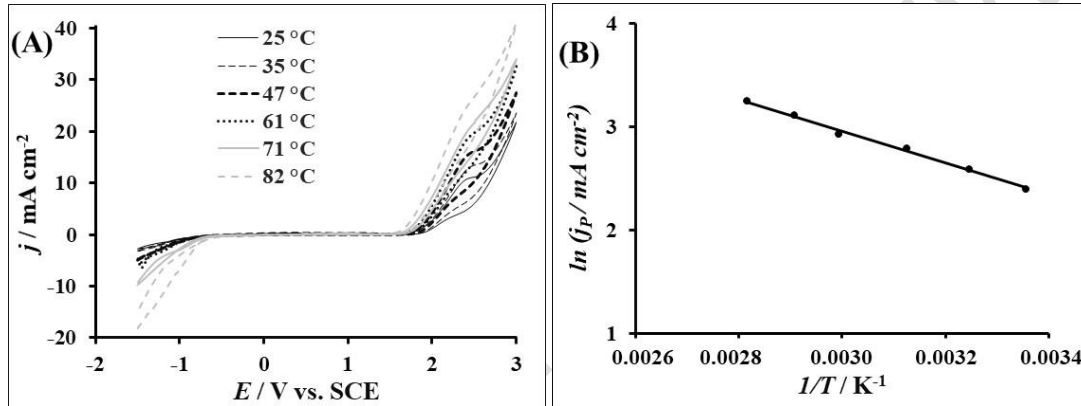 (A)
25 °C
35 °C
47 °C
61 °C
71 °C
82 °C
j / mA cm-2
40
30
20
10
0
-10
-20
-2
-1
0
1
2
3
E / V vs. SCE
(B)
ln (jP / mA cm-2)
4
3
2
1
0.0026
0.0028
0.0030
0.0032
0.0034
1/T / K-1